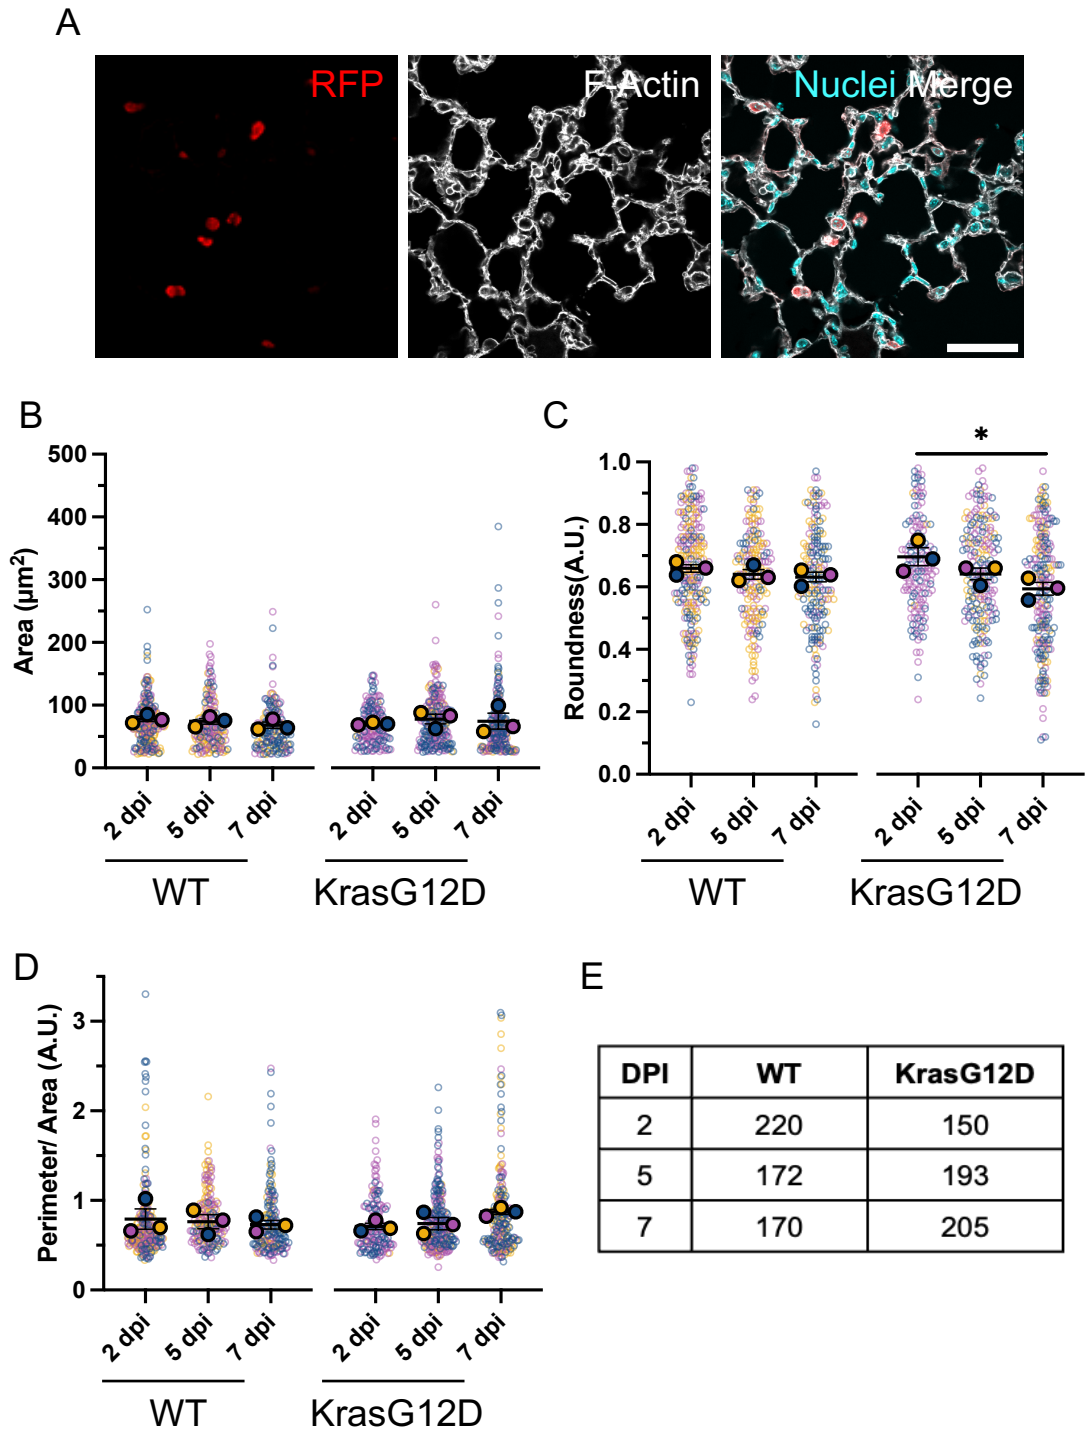 A
RFP
F-Actin
Nuclei Merge
B
Area (µm²)
500
400
300
200
100
0
2 dpi
5 dpi
7 dpi
2 dpi
5 dpi
7 dpi
WT
KrasG12D
C
*
Roundness(A.U.)
1.0
0.8
0.6
0.4
0.2
0.0
2 dpi
5 dpi
7 dpi
2 dpi
5 dpi
7 dpi
WT
KrasG12D
D
Perimeter/ Area (A.U.)
3
2
1
0
2 dpi
5 dpi
7 dpi
2 dpi
5 dpi
7 dpi
WT
KrasG12D
E
DPI WT KrasG12D
2 220 150
5 172 193
7 170 205